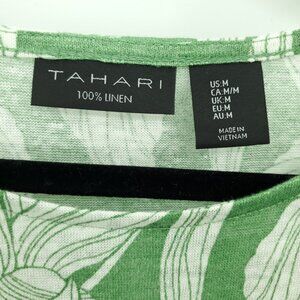 TAHARI
100% LINEN
US:M
CA:M/M
UK:M
EU:M
AU:M
MADE IN
VIETNAM